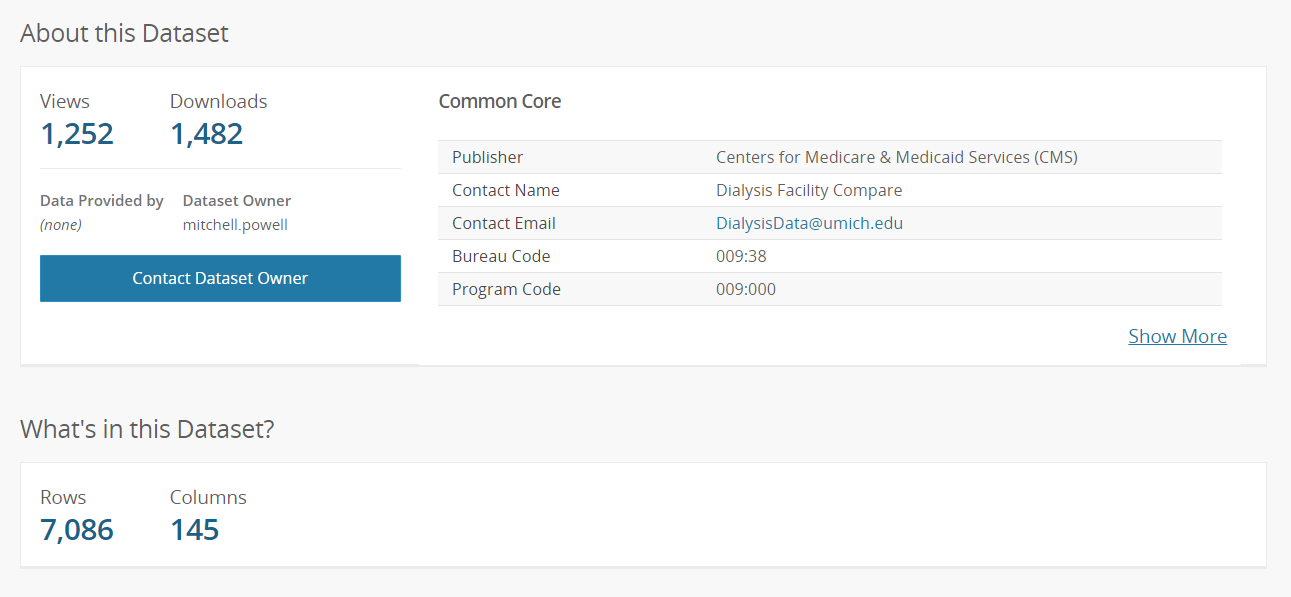 About this Dataset
Views Downloads
1,252 1,482
Data Provided by Dataset Owner
(none) mitchell.powell
Contact Dataset Owner
Common Core
Publisher Centers for Medicare & Medicaid Services (CMS)
Contact Name Dialysis Facility Compare
Contact Email DialysisData@umich.edu
Bureau Code 009:38
Program Code 009:000
Show More
What's in this Dataset?
Rows Columns
7,086 145